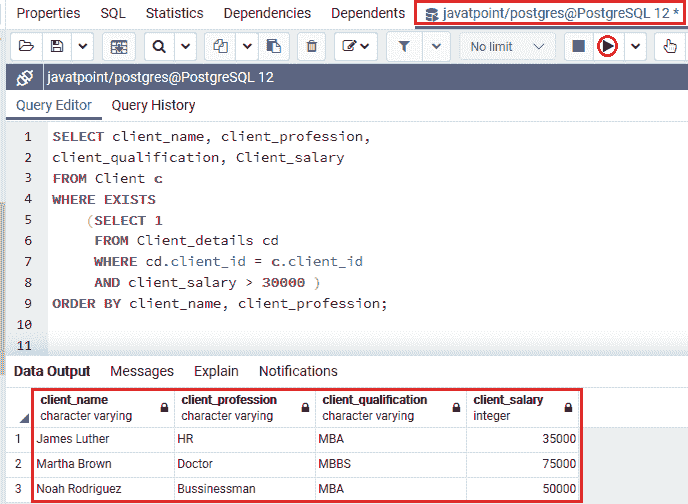 Properties SQL Statistics Dependencies Dependents javatpoint/postgres@PostgreSQL 12 *
No limit
javatpoint/postgres@PostgreSQL 12
Query Editor Query History
1 SELECT client_name, client_profession,
2 client_qualification, Client_salary
3 FROM Client c
4 WHERE EXISTS
5 (SELECT 1
6 FROM Client_details cd
7 WHERE cd.client_id = c.client_id
8 AND client_salary > 30000 )
9 ORDER BY client_name, client_profession;
10
11
Data Output Messages Explain Notifications
client_name client_profession client_qualification client_salary
character varying character varying character varying integer
1 James Luther HR MBA 35000
2 Martha Brown Doctor MBBS 75000
3 Noah Rodriguez Bussinessman MBA 50000